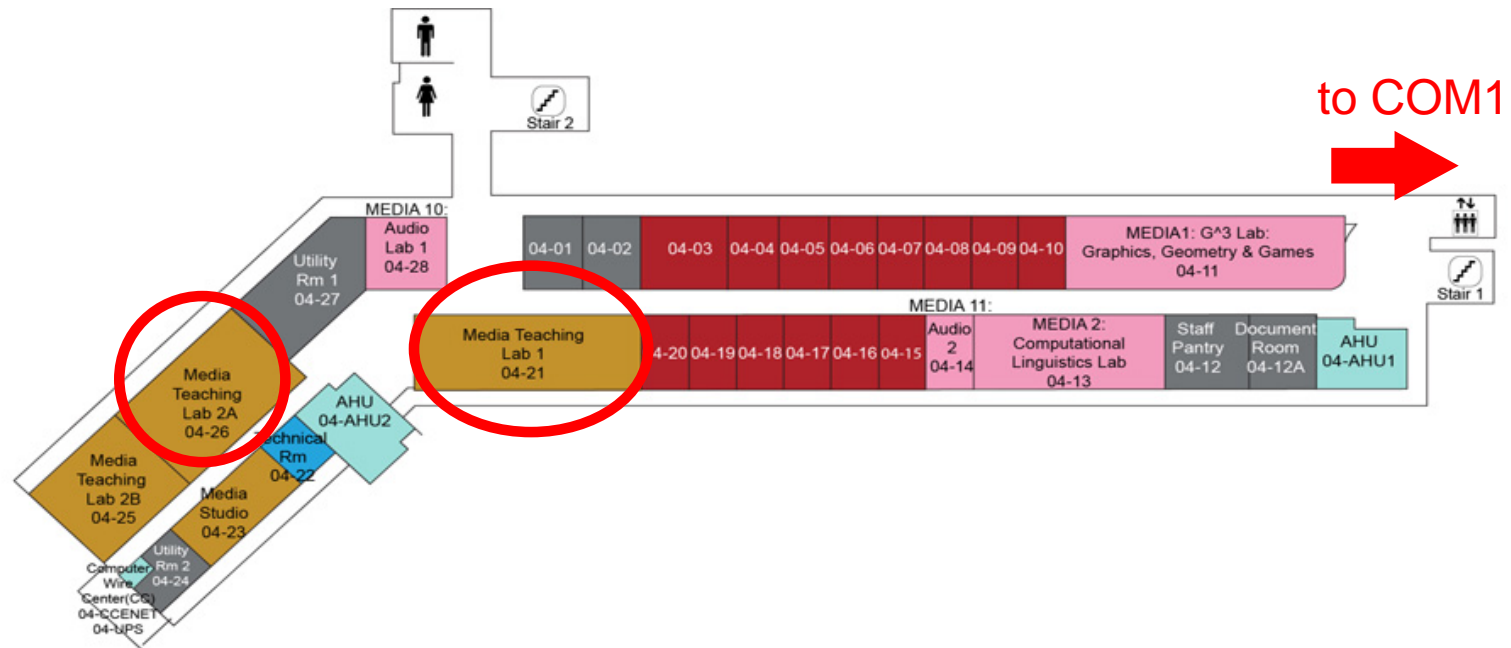 to COM1
Stair 2
MEDIA 10:
Audio
Lab 1
04-28
Utility
Rm 1
04-27
04-01
04-02
04-03
04-04
04-05
04-06
04-07
04-08
04-09
04-10
MEDIA1: G^3 Lab:
Graphics, Geometry & Games
04-11
Stair 1
MEDIA 11:
Media Teaching
Lab 1
04-21
4-20
04-19
04-18
04-17
04-16
04-15
Audio
2
04-14
MEDIA 2:
Computational
Linguistics Lab
04-13
Staff
Pantry
04-12
Document
Room
04-12A
AHU
04-AHU1
Media
Teaching
Lab 2A
04-26
AHU
04-AHU2
Technical
Rm
04-22
Media
Teaching
Lab 2B
04-25
Media
Studio
04-23
Utility
Rm 2
04-24
Computer
Wire
Center(CC)
04-CCENET
04-UPS